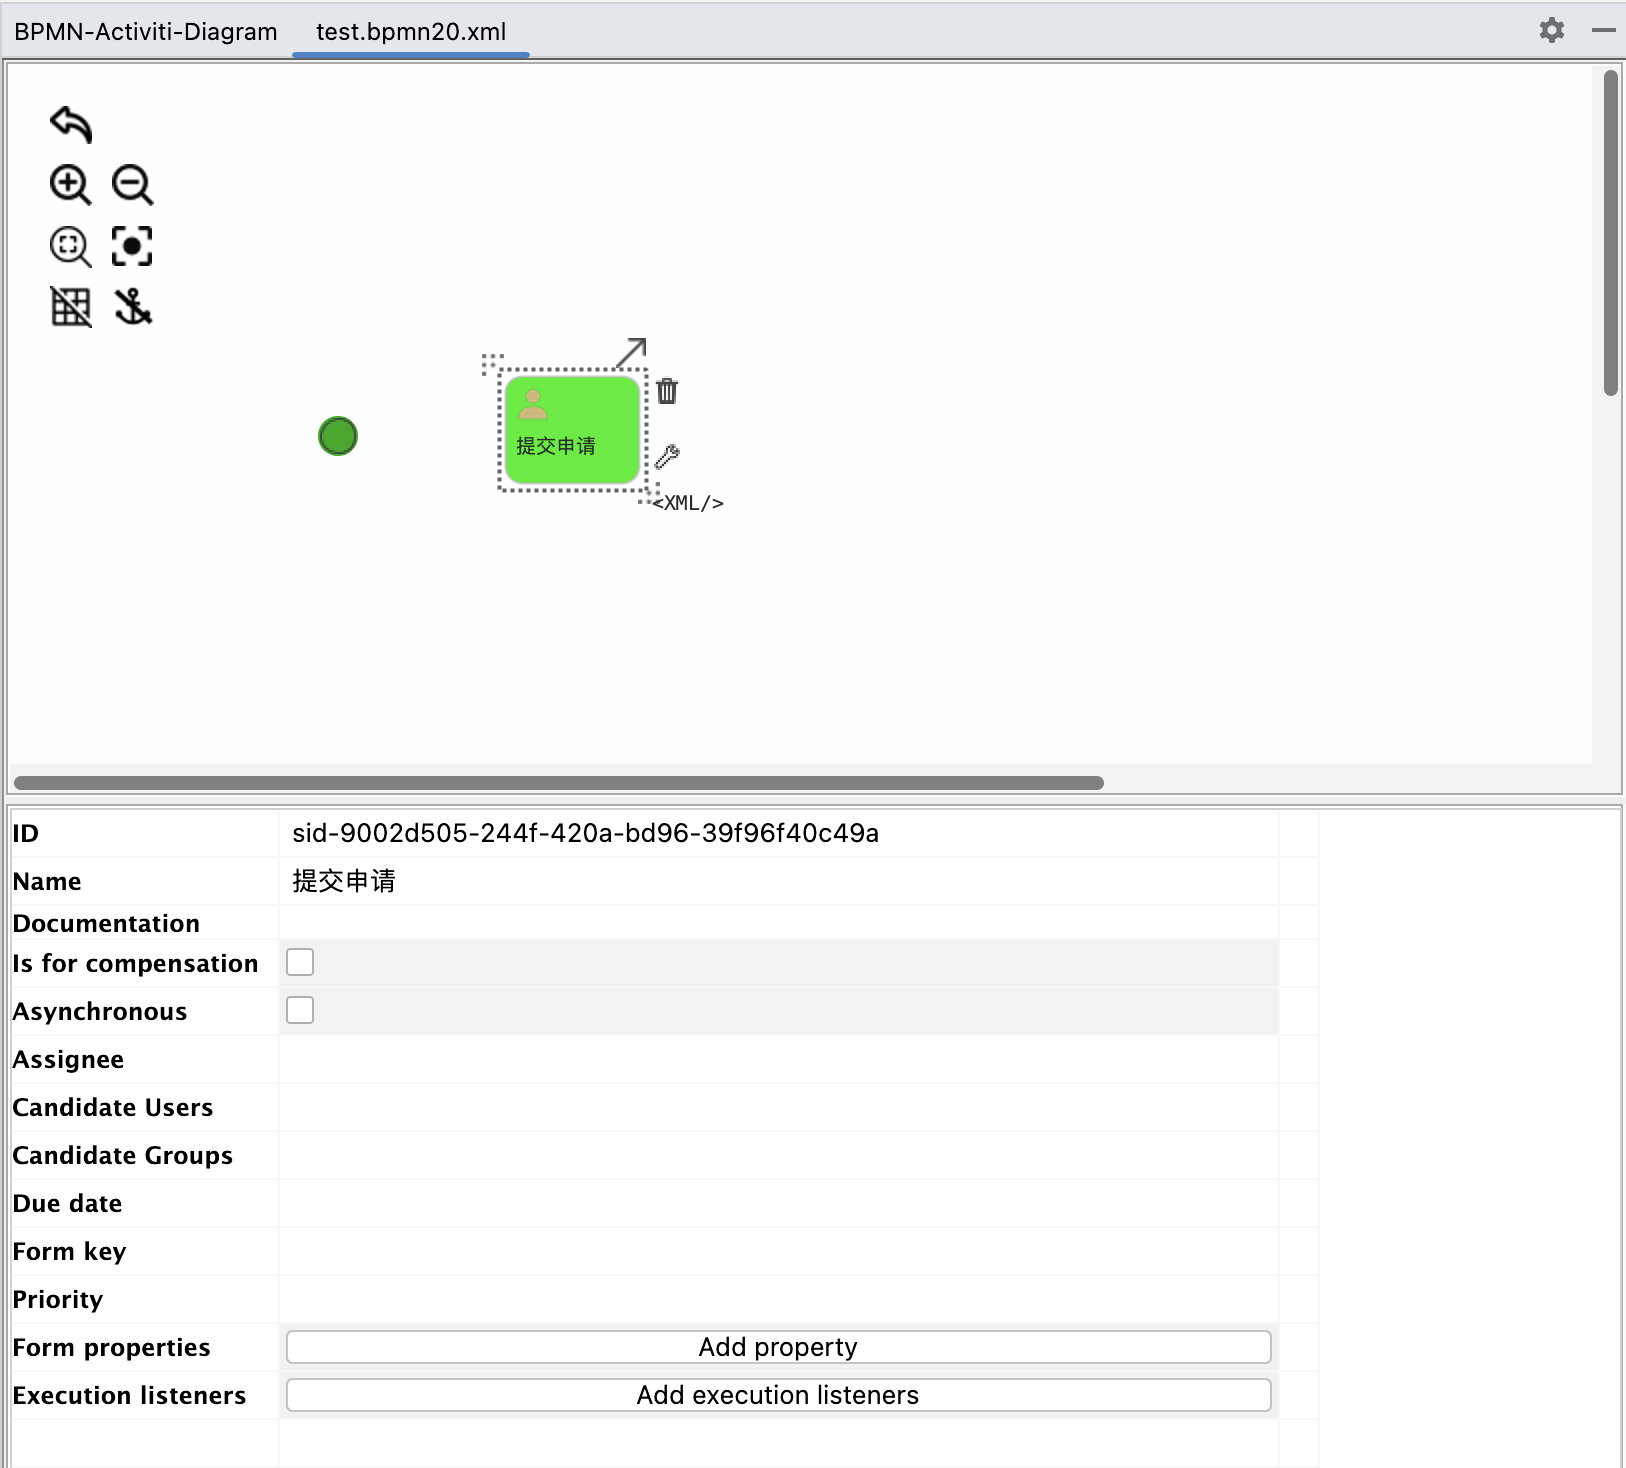 BPMN-Activiti-Diagram test.bpmn20.xml
提交申请
<XML/>
ID sid-9002d505-244f-420a-bd96-39f96f40c49a
Name 提交申请
Documentation
Is for compensation
Asynchronous
Assignee
Candidate Users
Candidate Groups
Due date
Form key
Priority
Form properties Add property
Execution listeners Add execution listeners